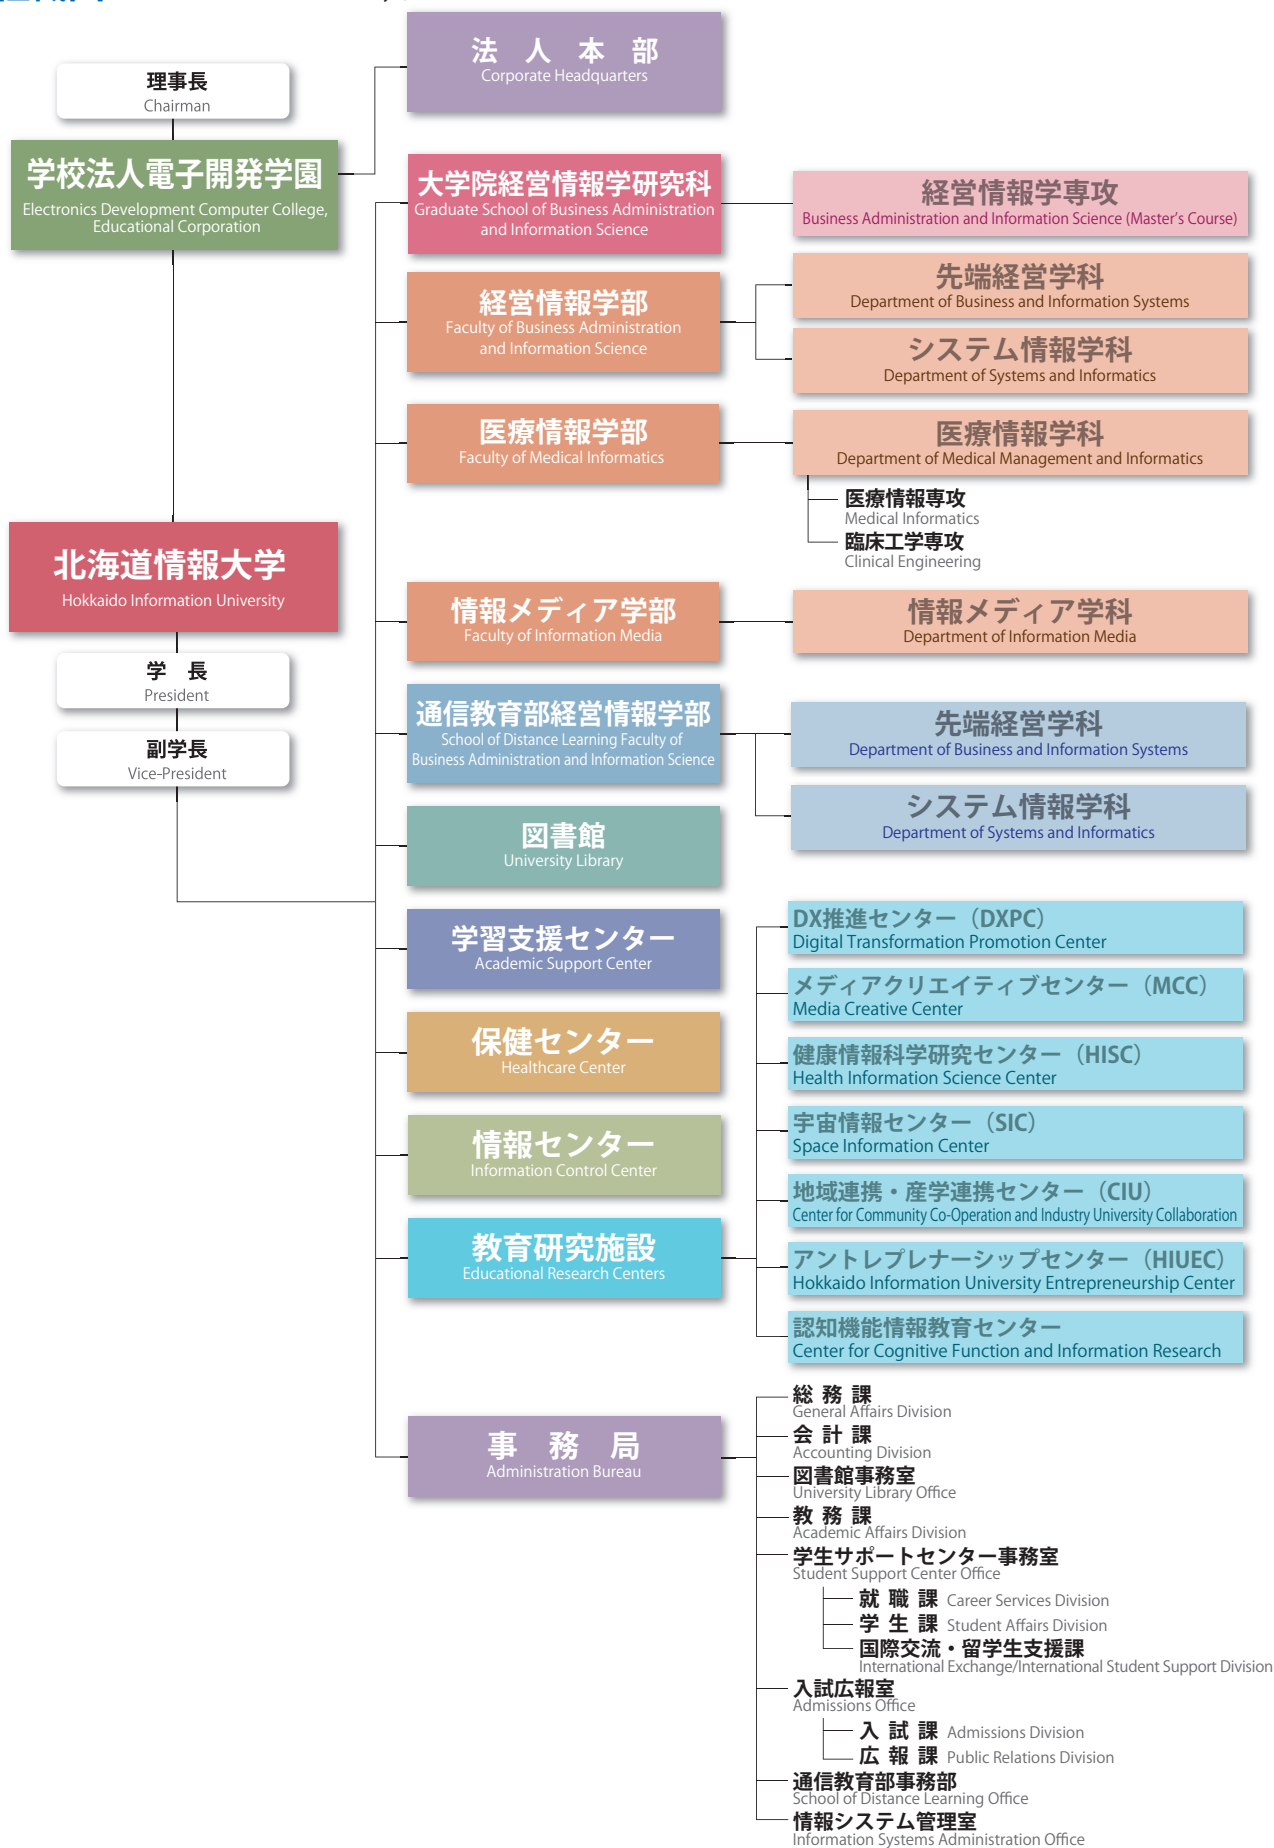 理事長
Chairman
学校法人電子開発学園
Electronics Development Computer College,
Educational Corporation
北海道情報大学
Hokkaido Information University
学 長
President
副学長
Vice-President
法 人 本 部
Corporate Headquarters
大学院経営情報学研究科
Graduate School of Business Administration
and Information Science
経営情報学専攻
Business Administration and Information Science (Master's Course)
経営情報学部
Faculty of Business Administration
and Information Science
先端経営学科
Department of Business and Information Systems
システム情報学科
Department of Systems and Informatics
医療情報学部
Faculty of Medical Informatics
医療情報学科
Department of Medical Management and Informatics
医療情報専攻
Medical Informatics
臨床工学専攻
Clinical Engineering
情報メディア学部
Faculty of Information Media
情報メディア学科
Department of Information Media
通信教育部経営情報学部
School of Distance Learning Faculty of
Business Administration and Information Science
先端経営学科
Department of Business and Information Systems
システム情報学科
Department of Systems and Informatics
図書館
University Library
学習支援センター
Academic Support Center
保健センター
Healthcare Center
情報センター
Information Control Center
教育研究施設
Educational Research Centers
DX推進センター（DXPC）
Digital Transformation Promotion Center
メディアクリエイティブセンター（MCC）
Media Creative Center
健康情報科学研究センター（HISC）
Health Information Science Center
宇宙情報センター（SIC）
Space Information Center
地域連携・産学連携センター（CIU）
Center for Community Co-Operation and Industry University Collaboration
アントレプレナーシップセンター（HIUEC）
Hokkaido Information University Entrepreneurship Center
認知機能情報教育センター
Center for Cognitive Function and Information Research
事 務 局
Administration Bureau
総 務 課
General Affairs Division
会 計 課
Accounting Division
図書館事務室
University Library Office
教 務 課
Academic Affairs Division
学生サポートセンター事務室
Student Support Center Office
就 職 課 Career Services Division
学 生 課 Student Affairs Division
国際交流・留学生支援課
International Exchange/International Student Support Division
入試広報室
Admissions Office
入 試 課 Admissions Division
広 報 課 Public Relations Division
通信教育部事務部
School of Distance Learning Office
情報システム管理室
Information Systems Administration Office